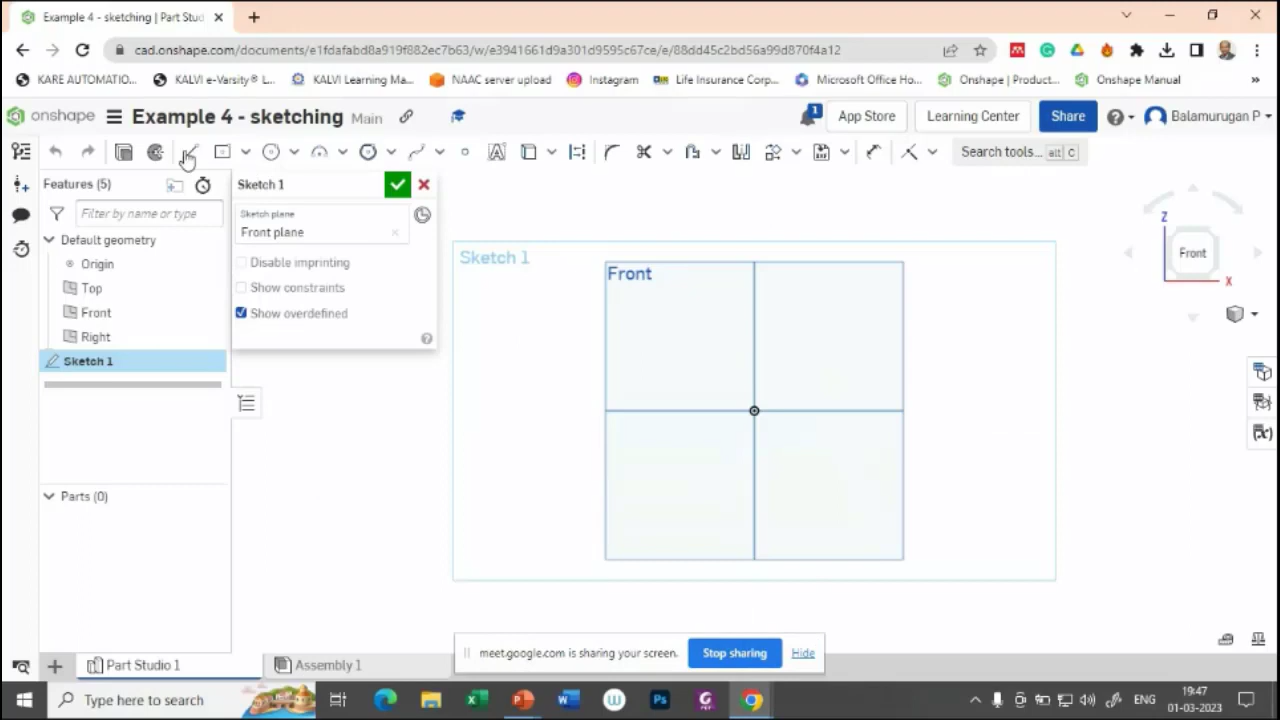 Example 4 - sketching | Part Stud
cad.onshape.com/documents/e1fdafabd8a919f882ec7b63/w/e3941661d9a301d9595c67ce/e/88dd45c2bd56a99d870f4a12
KARE AUTOMATIO... KALVI e-Varsity ® L... KALVI Learning Ma... NAAC server upload Instagram Life Insurance Corp... Microsoft Office Ho... Onshape | Product... Onshape Manual »
onshape Example 4 - sketching Main 1 App Store Learning Center Share Balamurugan P
Search tools... alt C
Features (5)
Filter by name or type
Default geometry
Origin
Top
Front
Right
Sketch 1
Parts (0)
Sketch 1
Sketch plane
Front plane
Disable imprinting
Show constraints
Show overdefined
Sketch 1
Front
Z
Front
X
meet.google.com is sharing your screen. Stop sharing Hide
Part Studio 1 Assembly 1
Type here to search
ENG
19:47
01-03-2023